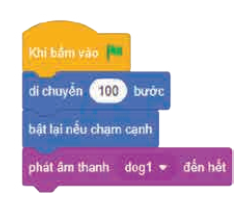 Khi bấm vào
di chuyển 100 bước
bật lại nếu chạm cạnh
phát âm thanh dog1 đến hết